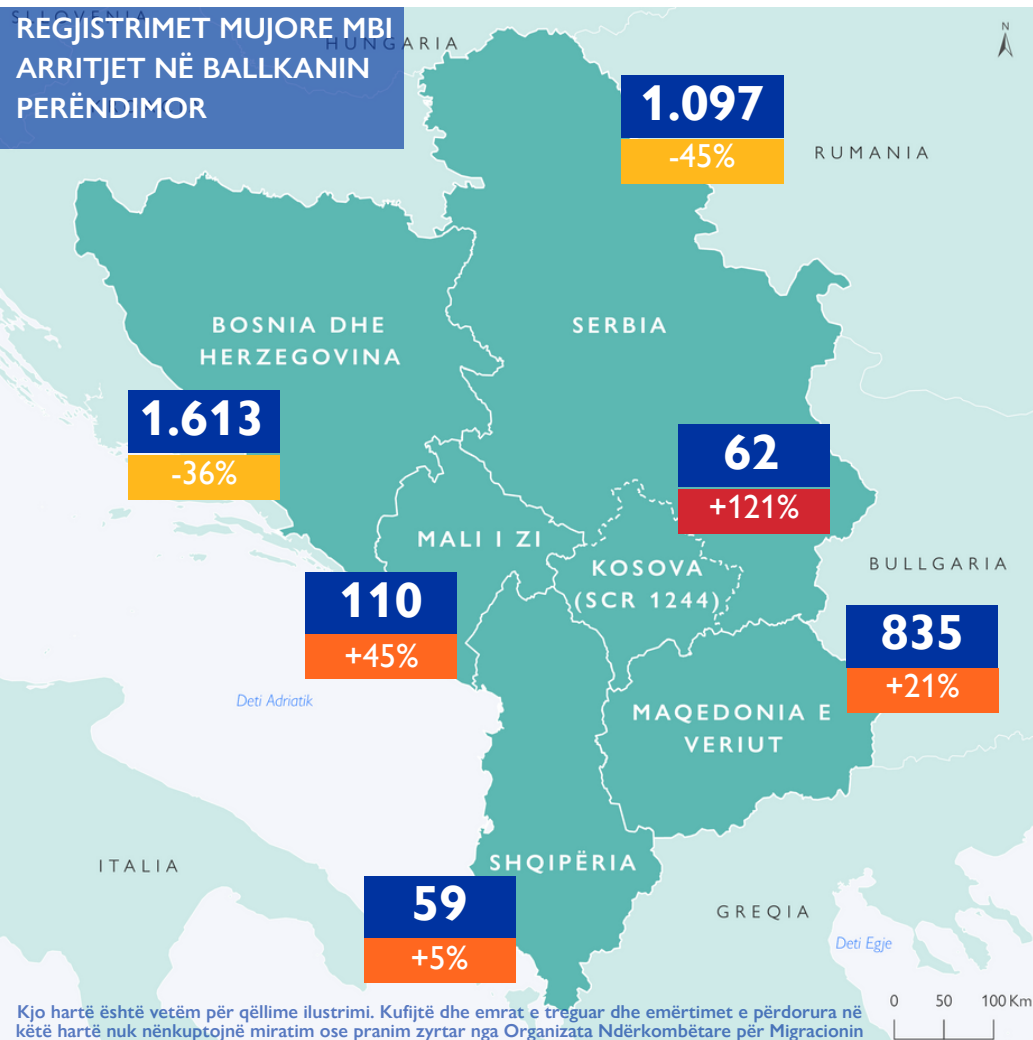 SLLOVENIA
REGJISTRIMET MUJORE MBI
ARRITJET NË BALLKANIN
PERËNDIMOR
HUNGARIA
N
1.097
-45%
RUMANIA
BOSNIA DHE
HERZEGOVINA
SERBIA
1.613
-36%
62
+121%
MALI I ZI
KOSOVA
(SCR 1244)
BULLGARIA
110
+45%
835
+21%
Deti Adriatik
MAQEDONIA E
VERIUT
ITALIA
SHQIPËRIA
59
+5%
GREQIA
Deti Egje
0 50 100 Km
Kjo hartë është vetëm për qëllime ilustrimi. Kufijtë dhe emrat e treguar dhe emërtimet e përdorura në
këtë hartë nuk nënkuptojnë miratim ose pranim zyrtar nga Organizata Ndërkombëtare për Migracionin